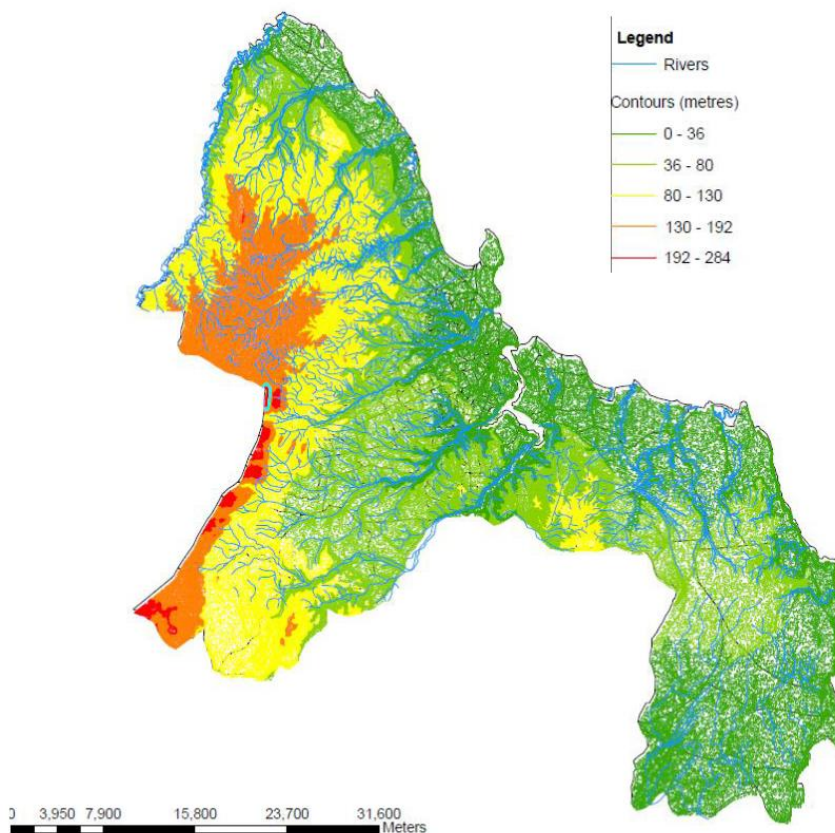 Legend
Rivers
Contours (metres)
0 - 36
36 - 80
80 - 130
130 - 192
192 - 284
0 3,950 7,900 15,800 23,700 31,600
Meters